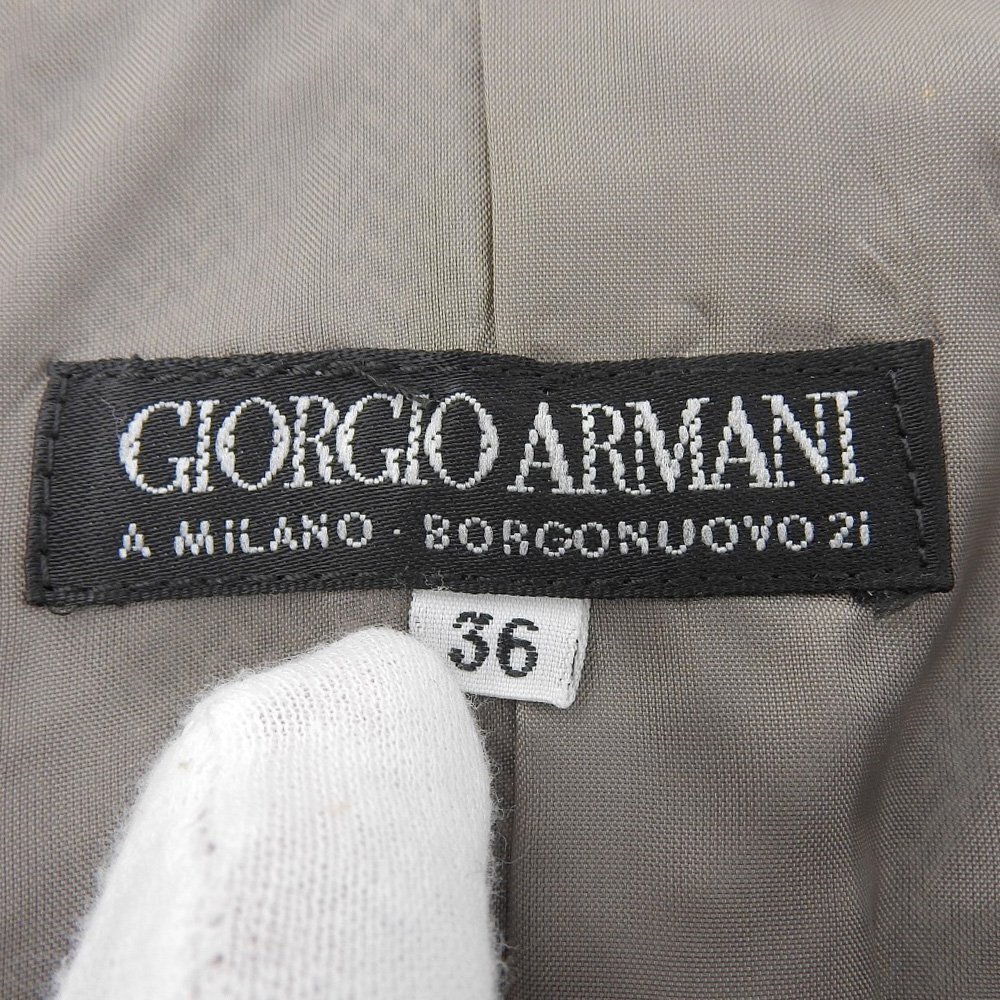 GIORGIO ARMANI
A MILANO - BORGONUOVO 21
36